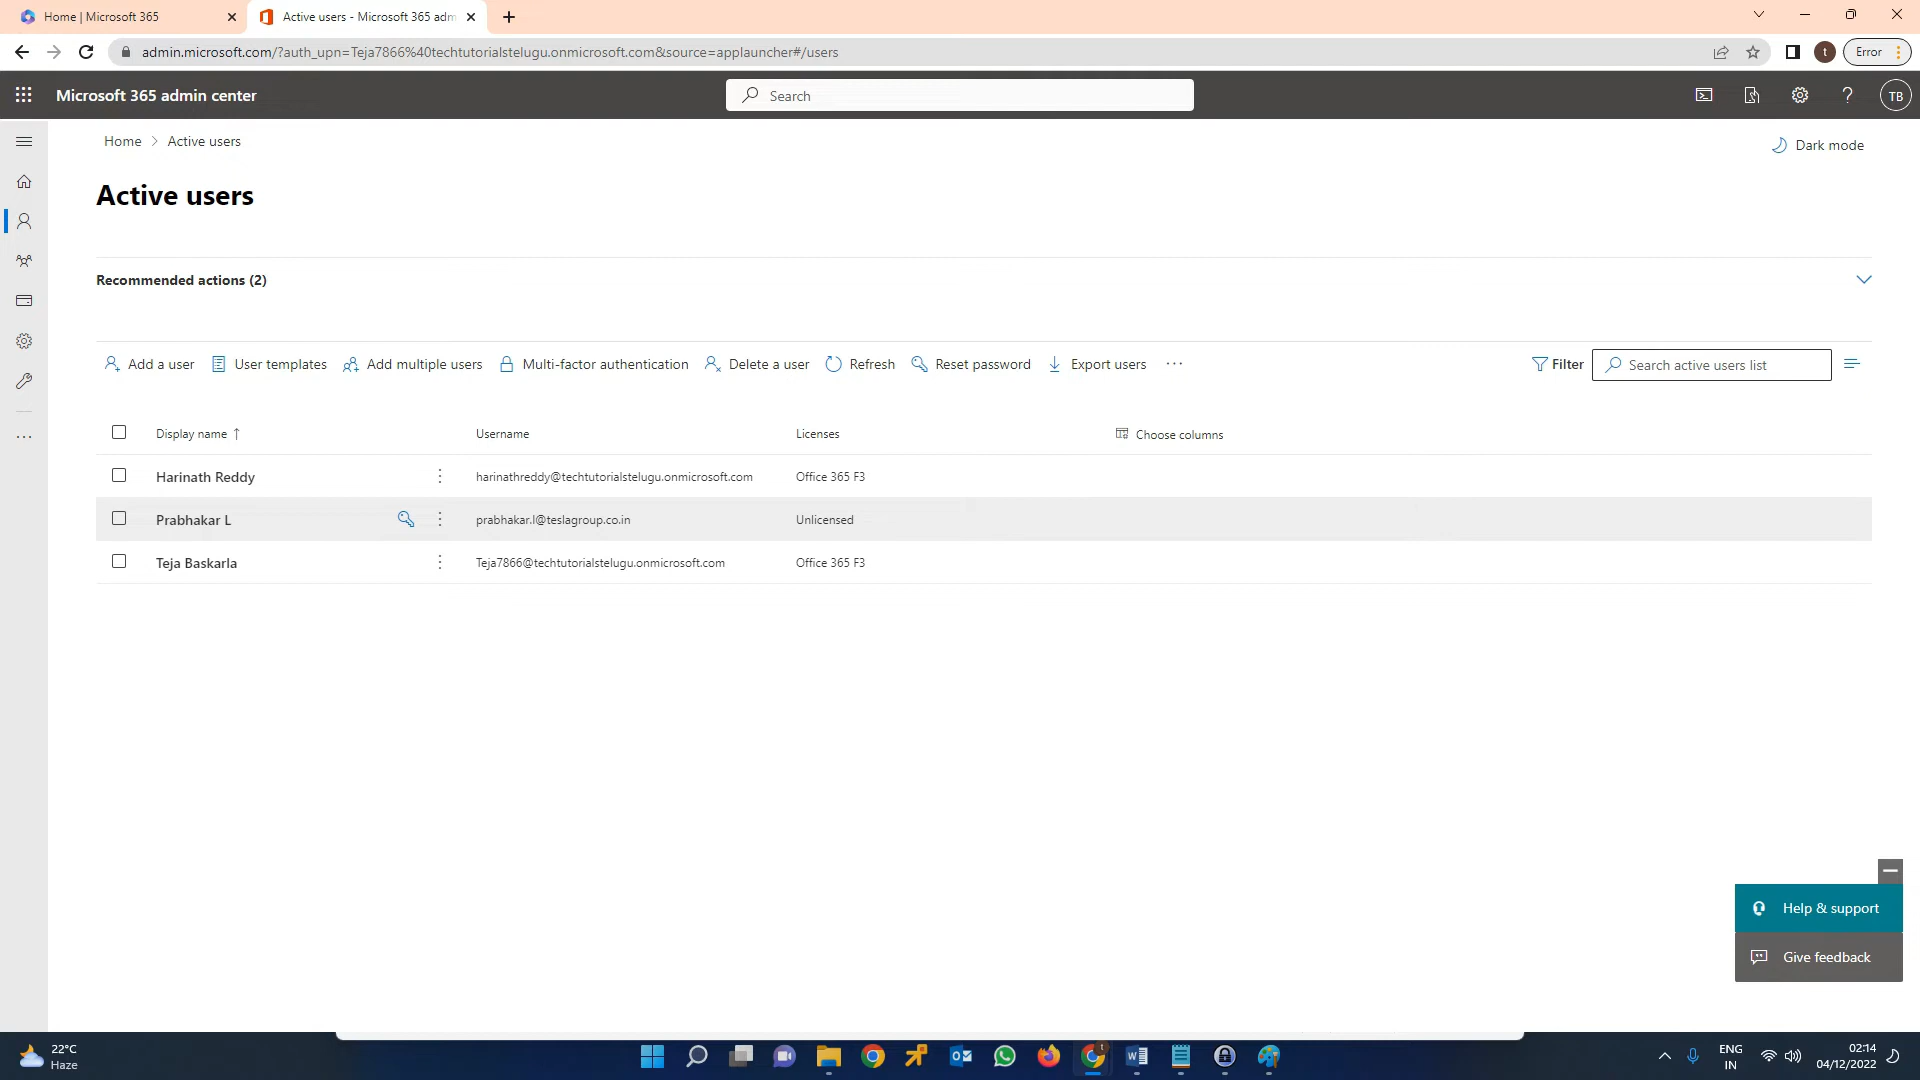 Home | Microsoft 365
Active users - Microsoft 365 adm
admin.microsoft.com/?auth_upn=Teja7866%40techtutorialstelugu.onmicrosoft.com&source=applauncher#/users
t
Error
Microsoft 365 admin center
Search
TB
Home > Active users
Dark mode
Active users
Recommended actions (2)
Add a user
User templates
Add multiple users
Multi-factor authentication
Delete a user
Refresh
Reset password
Export users
Filter
Search active users list
Display name ↑
Username
Licenses
Choose columns
Harinath Reddy
harinathreddy@techtutorialstelugu.onmicrosoft.com
Office 365 F3
Prabhakar L
prabhakar.l@teslagroup.co.in
Unlicensed
Teja Baskarla
Teja7866@techtutorialstelugu.onmicrosoft.com
Office 365 F3
Help & support
Give feedback
22°C
Haze
ENG
IN
02:14
04/12/2022